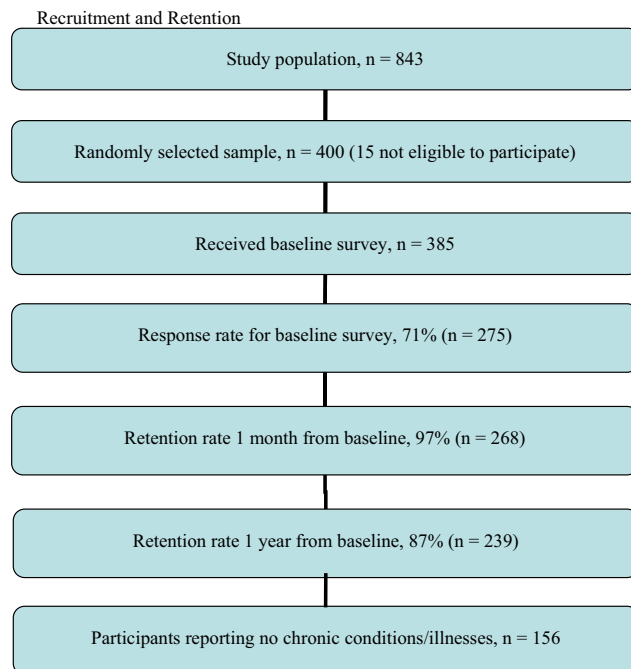 Recruitment and Retention
Study population, n = 843
Randomly selected sample, n = 400 (15 not eligible to participate)
Received baseline survey, n = 385
Response rate for baseline survey, 71% (n = 275)
Retention rate 1 month from baseline, 97% (n = 268)
Retention rate 1 year from baseline, 87% (n = 239)
Participants reporting no chronic conditions/illnesses, n = 156